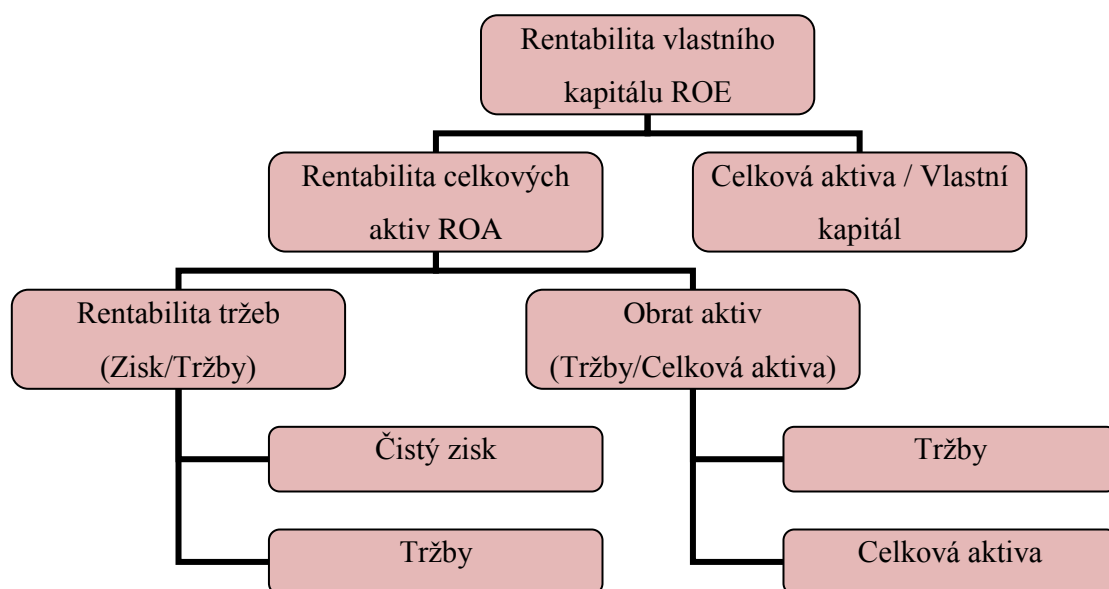 Rentabilita vlastního
kapitálu ROE
Rentabilita celkových
aktiv ROA
Celková aktiva / Vlastní
kapitál
Rentabilita tržeb
(Zisk/Tržby)
Obrat aktiv
(Tržby/Celková aktiva)
Čistý zisk
Tržby
Tržby
Celková aktiva